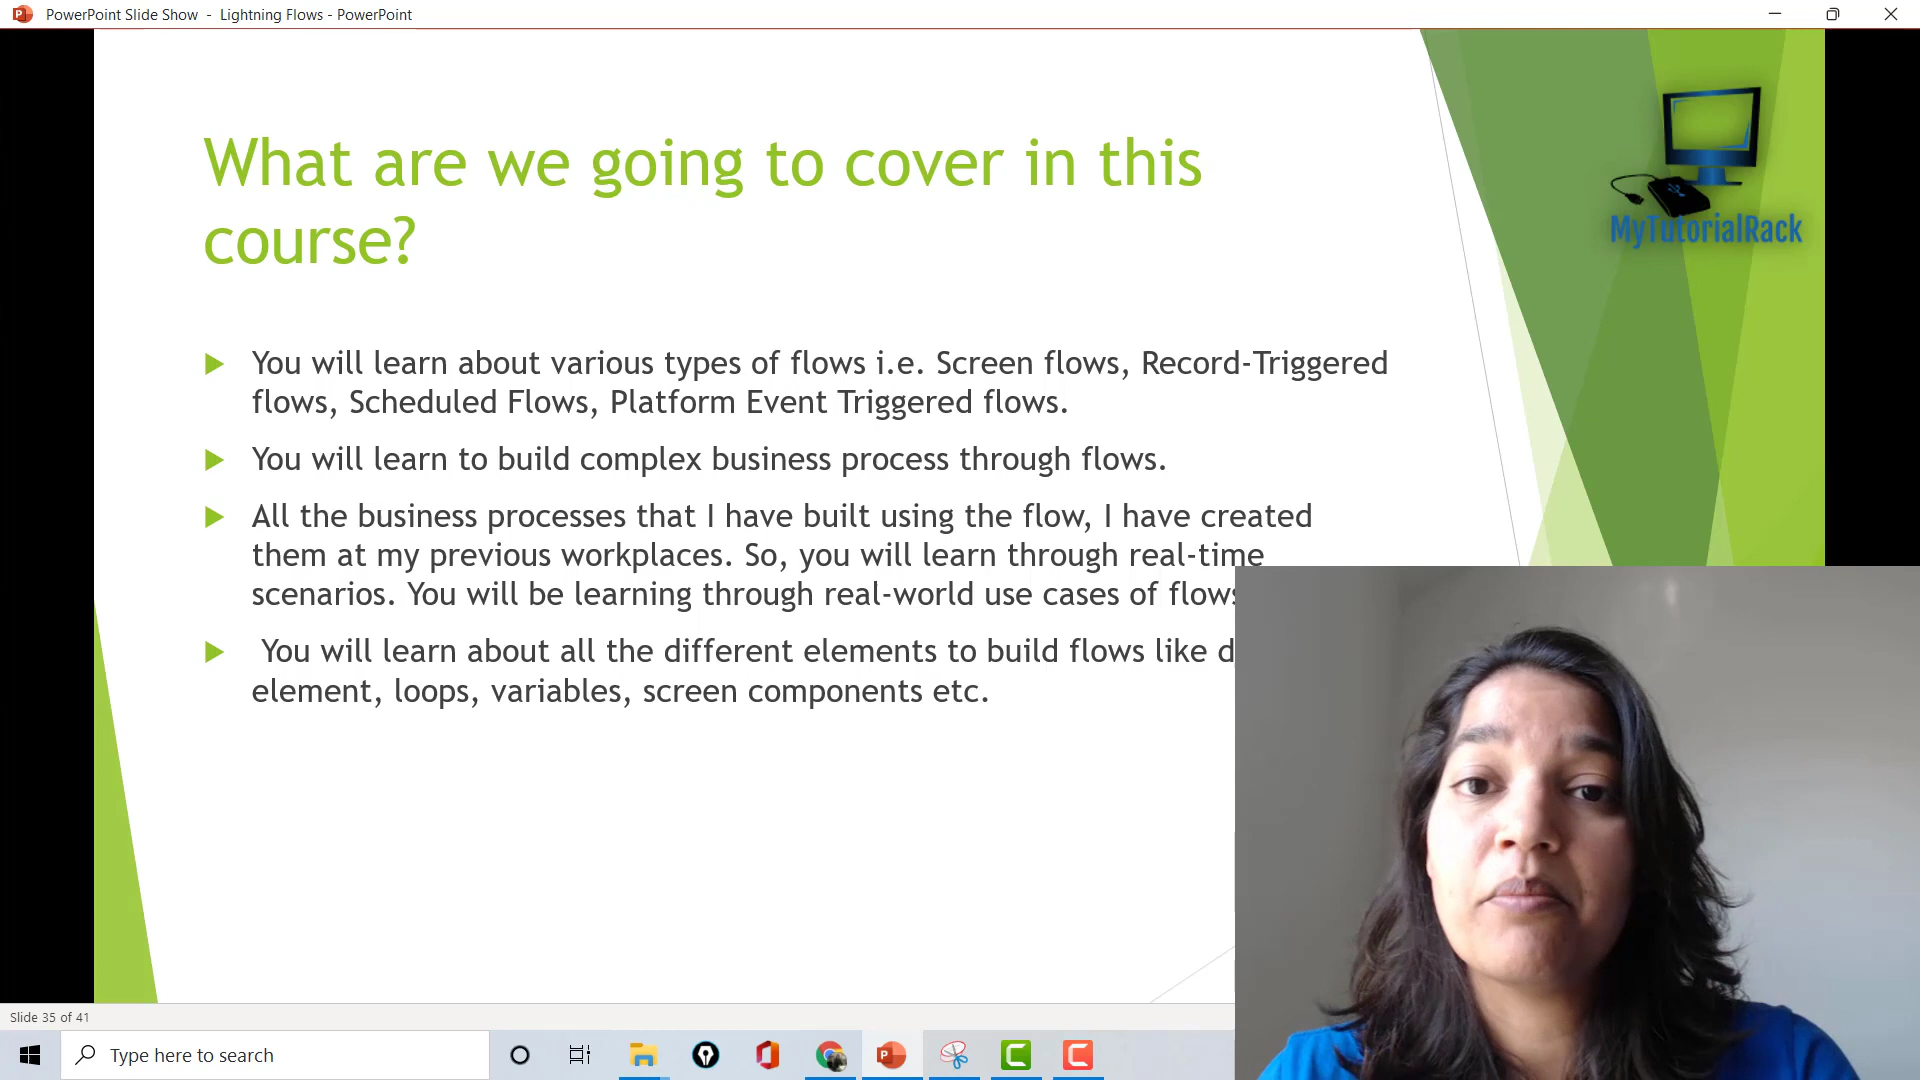 PowerPoint Slide Show - Lightning Flows - PowerPoint
What are we going to cover in this
course?
MyTutorialRack
You will learn about various types of flows i.e. Screen flows, Record-Triggered
flows, Scheduled Flows, Platform Event Triggered flows.
You will learn to build complex business process through flows.
All the business processes that I have built using the flow, I have created
them at my previous workplaces. So, you will learn through real-time
scenarios. You will be learning through real-world use cases of flows
You will learn about all the different elements to build flows like
element, loops, variables, screen components etc.
Slide 35 of 41
Type here to search